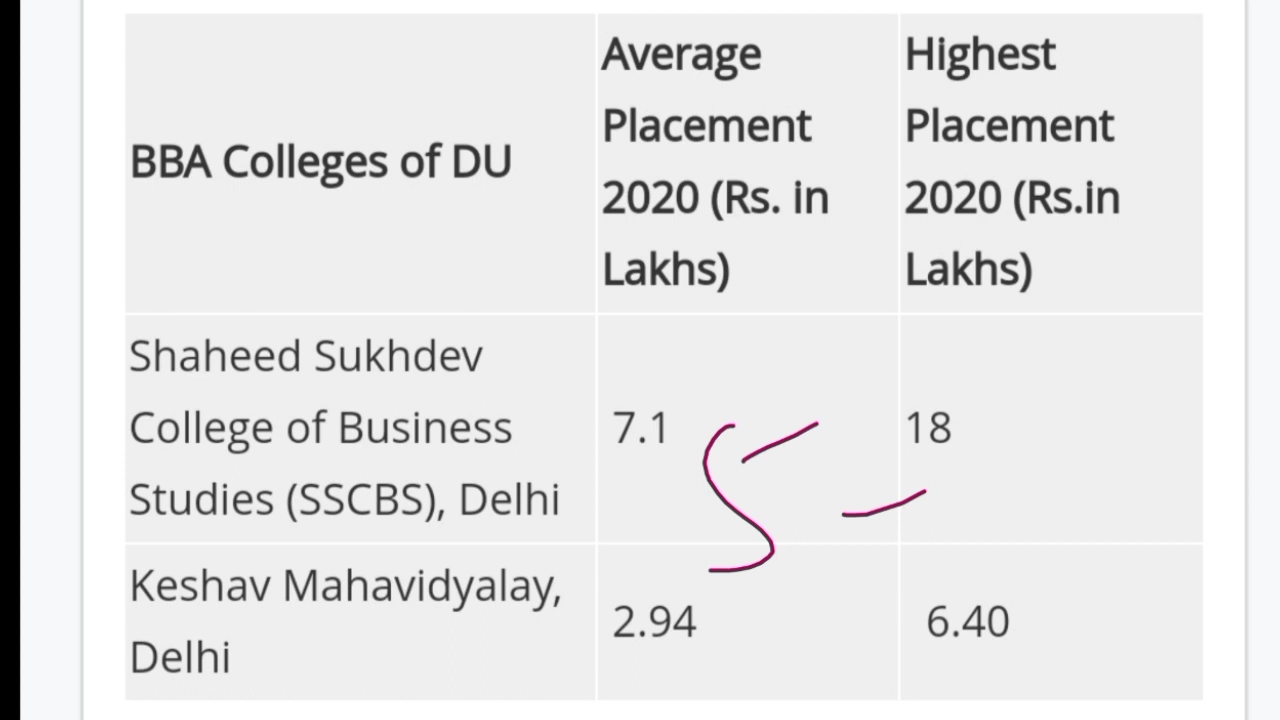 BBA Colleges of DU
Average
Placement
2020 (Rs. in
Lakhs)
Highest
Placement
2020 (Rs.in
Lakhs)
Shaheed Sukhdev
College of Business
Studies (SSCBS), Delhi
7.1
18
Keshav Mahavidyalay,
Delhi
2.94
6.40